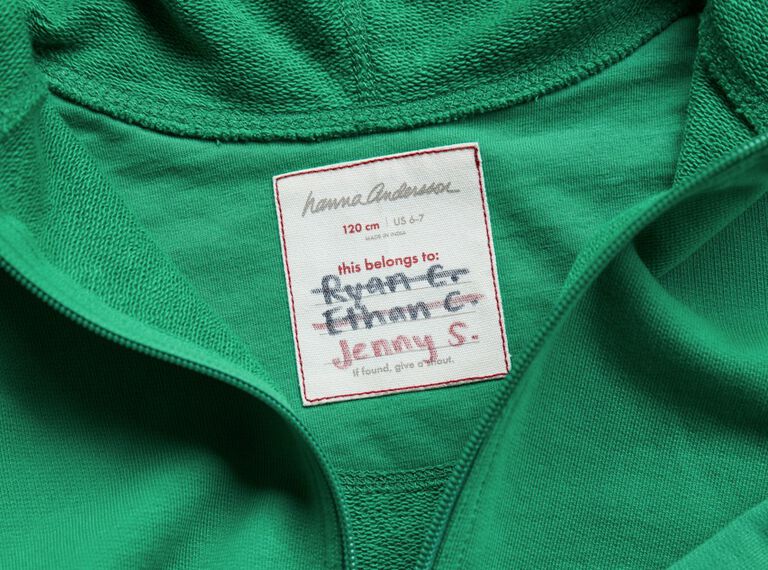 hanna Andersson
120 cm | US 6-7
MADE IN INDIA
this belongs to:
Ryan C.
Ethan C.
Jenny S.
If found, give a shout.